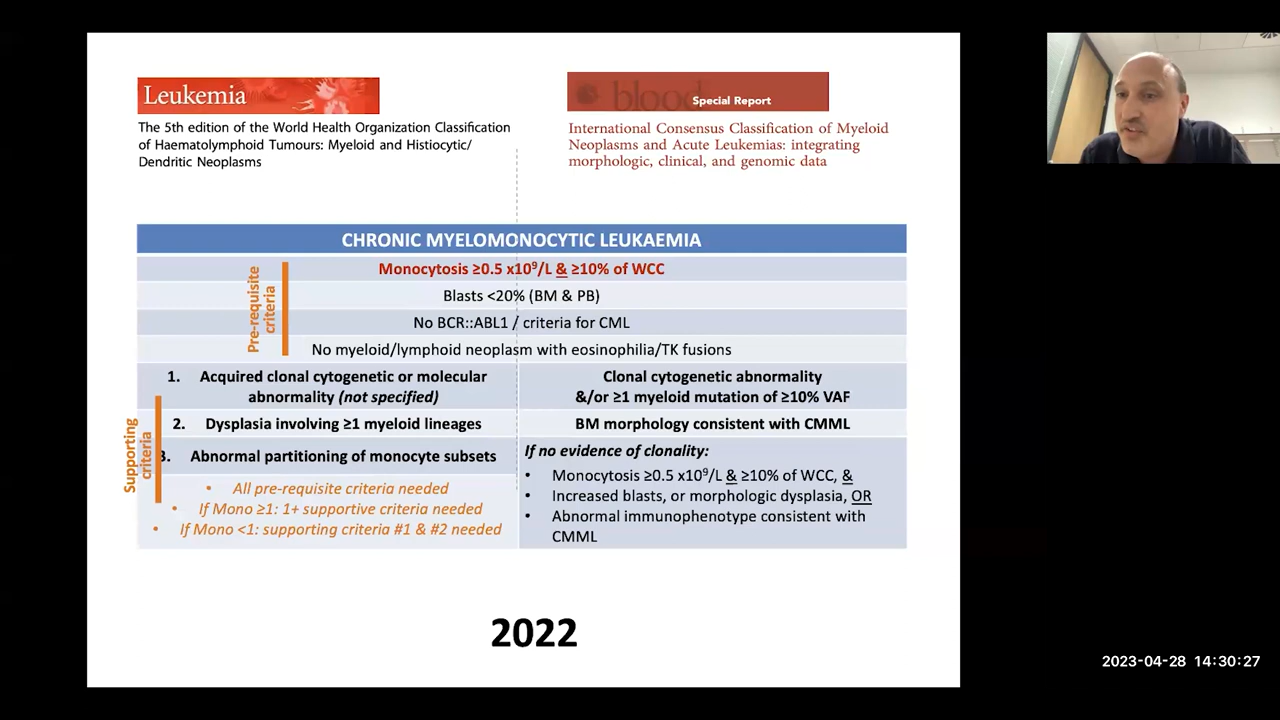 Leukemia
The 5th edition of the World Health Organization Classification
of Haematolymphoid Tumours: Myeloid and Histiocytic/
Dendritic Neoplasms
blood
Special Report
International Consensus Classification of Myeloid
Neoplasms and Acute Leukemias: integrating
morphologic, clinical, and genomic data
CHRONIC MYELOMONOCYTIC LEUKAEMIA
Pre-requisite
criteria
Monocytosis ≥0.5 x10⁹/L & ≥10% of WCC
Blasts <20% (BM & PB)
No BCR::ABL1 / criteria for CML
No myeloid/lymphoid neoplasm with eosinophilia/TK fusions
Supporting
criteria
1. Acquired clonal cytogenetic or molecular
abnormality (not specified)
2. Dysplasia involving ≥1 myeloid lineages
3. Abnormal partitioning of monocyte subsets
• All pre-requisite criteria needed
• If Mono ≥1: 1+ supportive criteria needed
• If Mono <1: supporting criteria #1 & #2 needed
Clonal cytogenetic abnormality
&/or ≥1 myeloid mutation of ≥10% VAF
BM morphology consistent with CMML
If no evidence of clonality:
• Monocytosis ≥0.5 x10⁹/L & ≥10% of WCC, &
• Increased blasts, or morphologic dysplasia, OR
• Abnormal immunophenotype consistent with
CMML
2022
2023-04-28 14:30:27